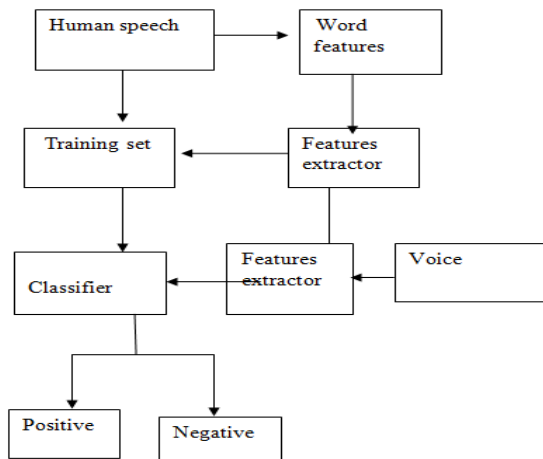 Human speech
Word
features
Training set
Features
extractor
Classifier
Features
extractor
Voice
Positive
Negative